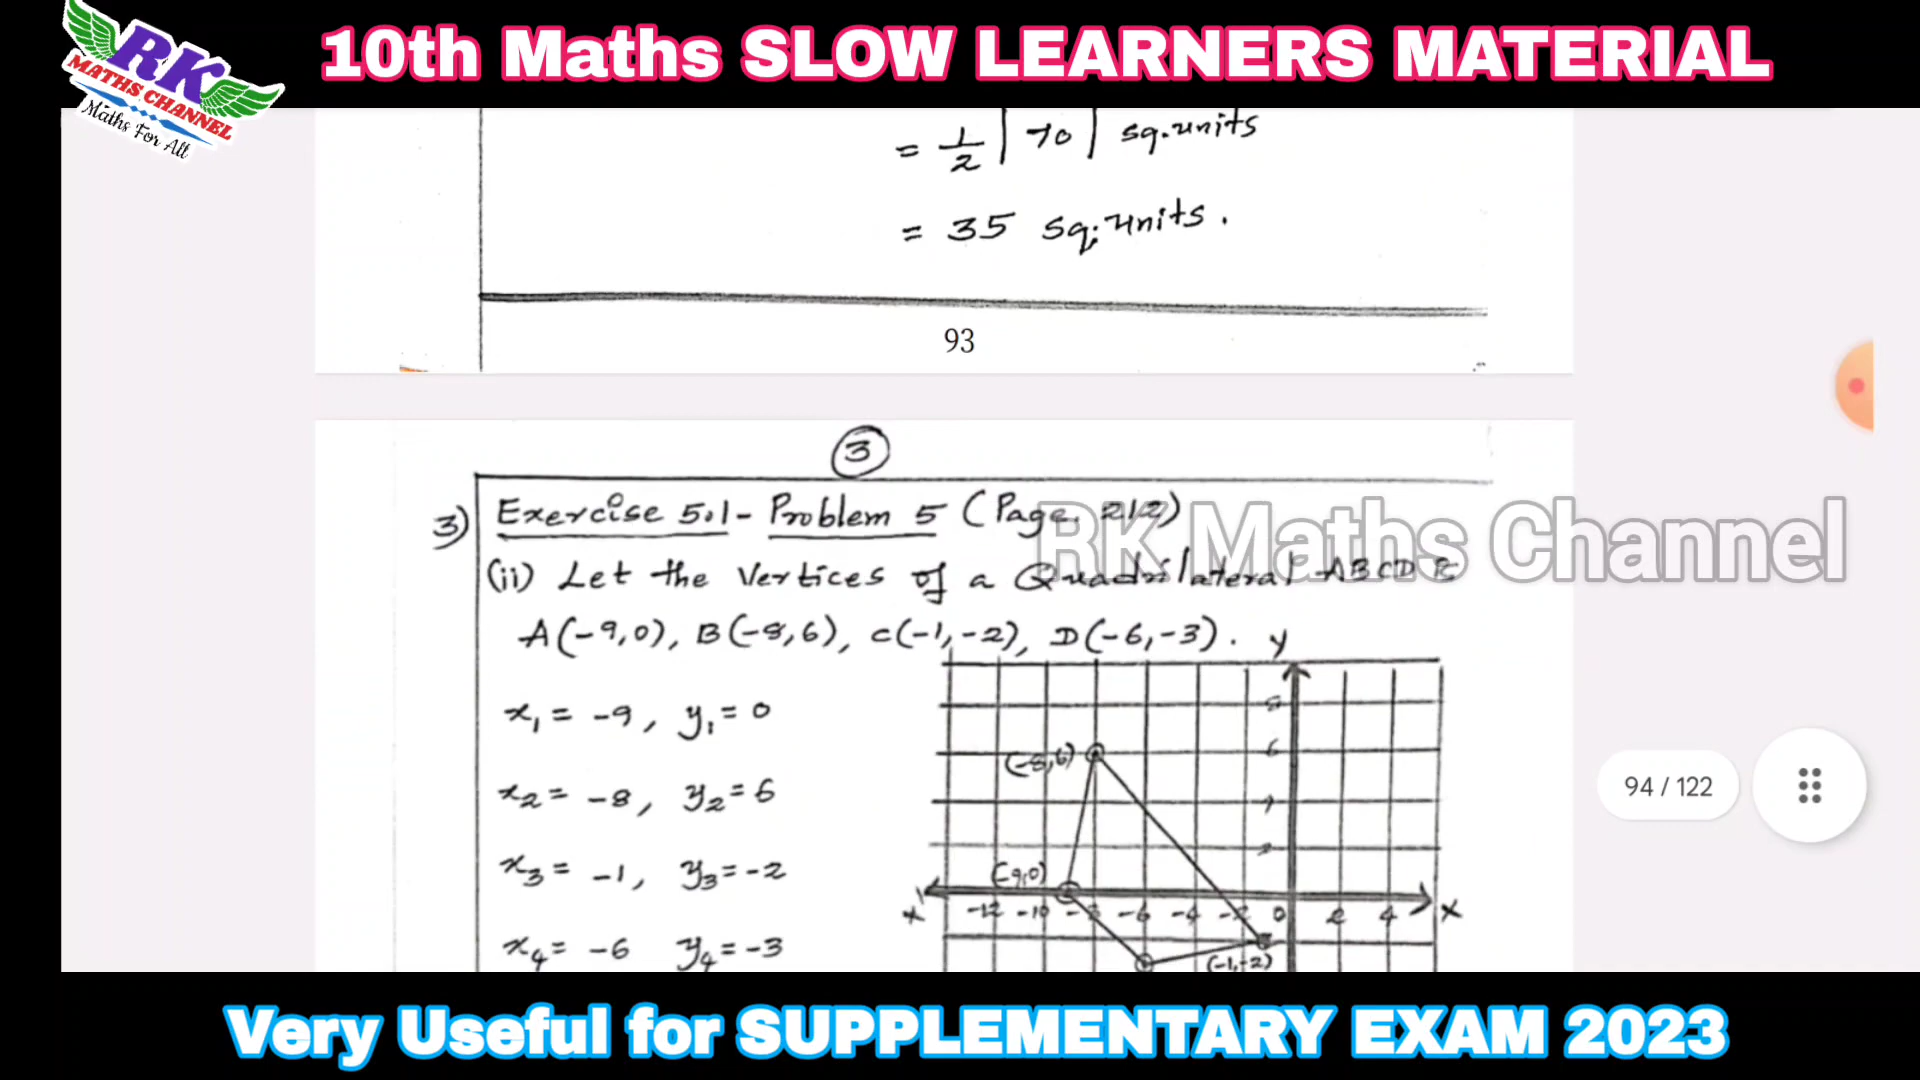 RK
MATHS CHANNEL
Maths For All
10th Maths SLOW LEARNERS MATERIAL
= 1/2 |70| sq.units
= 35 sq.units.
93
3
3) Exercise 5.1 - Problem 5 (Page. 212)
RK Maths Channel
(ii) Let the Vertices of a Quadrilateral ABCD
A(-9,0), B(-8,6), C(-1,-2), D(-6,-3).
Y
x₁ = -9, y₁ = 0
x₂ = -8, y₂ = 6
x₃ = -1, y₃ = -2
x₄ = -6 y₄ = -3
8
(-8,6) 6
2
(-9,0)
X' -12 -10 -8 -6 -4 -2 0 2 4 X
(-1,-2)
94 / 122
Very Useful for SUPPLEMENTARY EXAM 2023